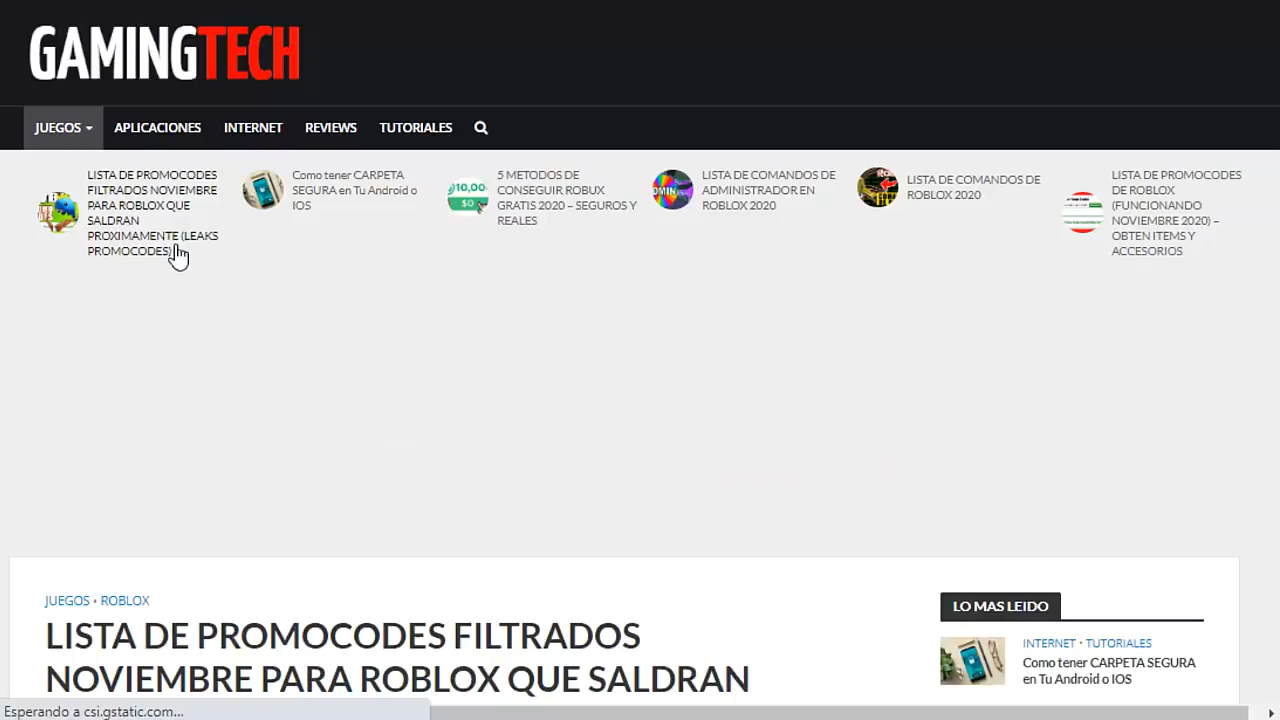 GAMINGTECH
JUEGOS
APLICACIONES
INTERNET
REVIEWS
TUTORIALES
LISTA DE PROMOCODES
FILTRADOS NOVIEMBRE
PARA ROBLOX QUE
SALDRAN
PROXIMAMENTE (LEAKS
PROMOCODES)
Como tener CARPETA
SEGURA en Tu Android o
IOS
10,00
$0
5 METODOS DE
CONSEGUIR ROBUX
GRATIS 2020 – SEGUROS Y
REALES
LISTA DE COMANDOS DE
ADMINISTRADOR EN
ROBLOX 2020
LISTA DE COMANDOS DE
ROBLOX 2020
LISTA DE PROMOCODES
DE ROBLOX
(FUNCIONANDO
NOVIEMBRE 2020) –
OBTEN ITEMS Y
ACCESORIOS
JUEGOS • ROBLOX
LISTA DE PROMOCODES FILTRADOS
NOVIEMBRE PARA ROBLOX QUE SALDRAN
LO MAS LEIDO
INTERNET • TUTORIALES
Como tener CARPETA SEGURA
en Tu Android o IOS
Esperando a csi.gstatic.com...